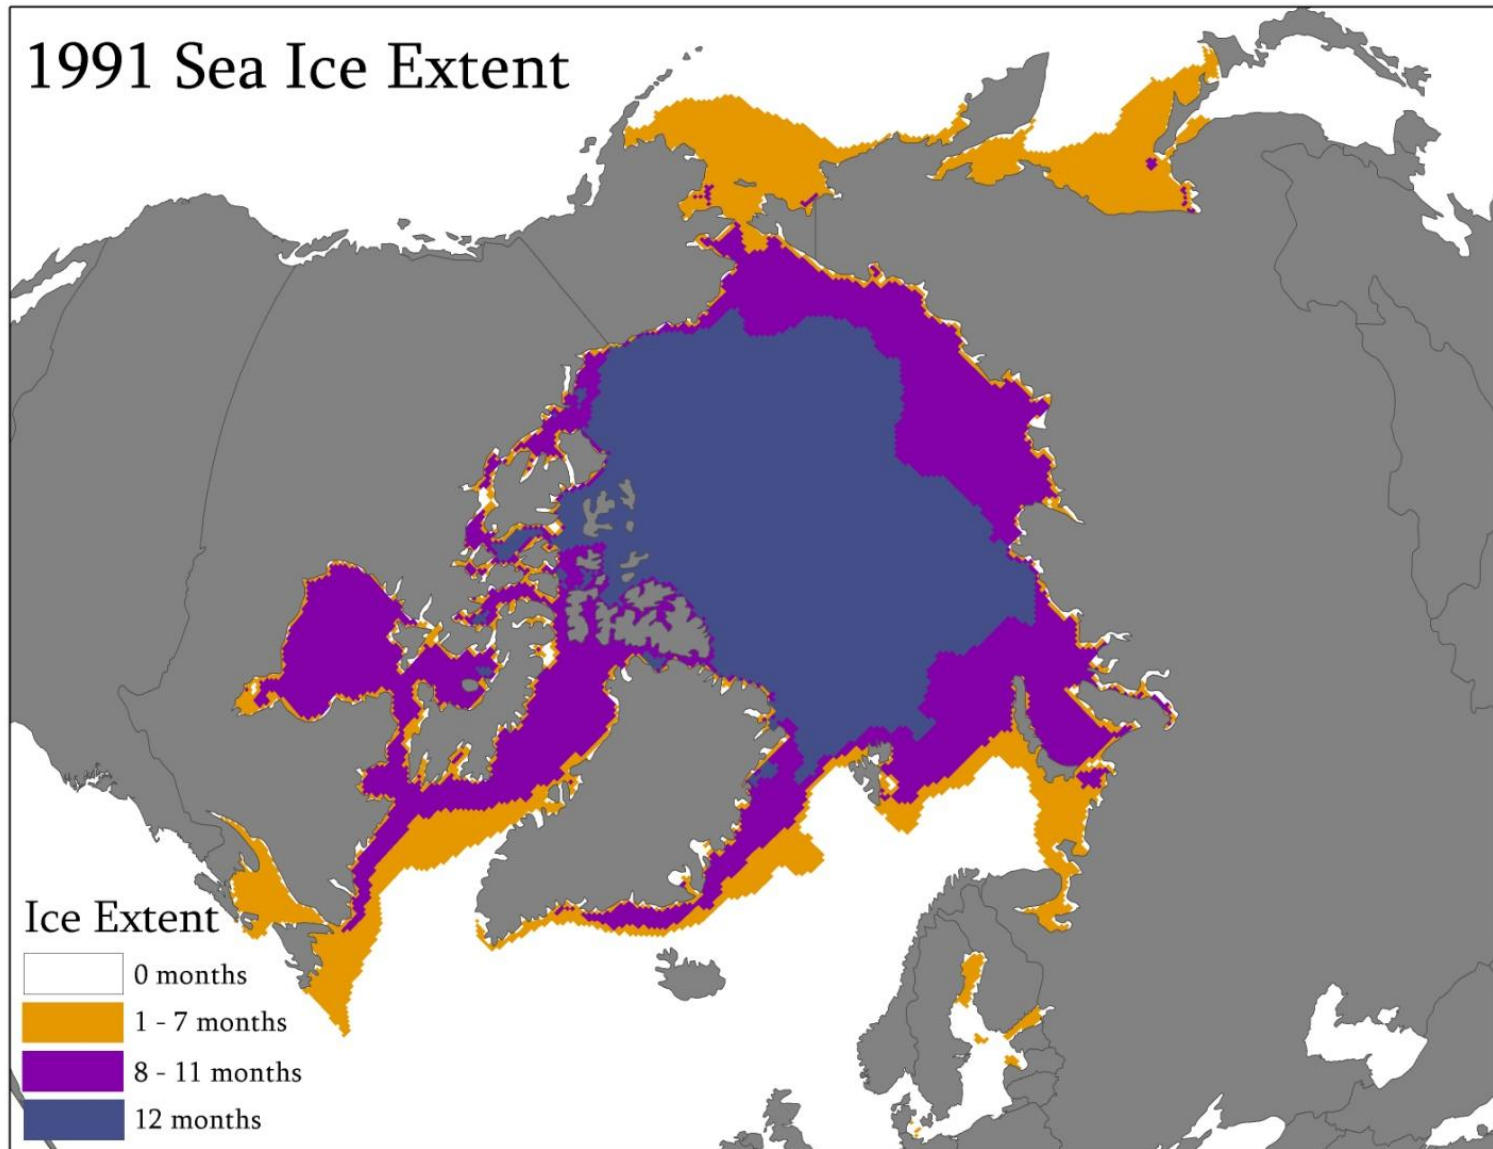 1991 Sea Ice Extent
Ice Extent
0 months
1 - 7 months
8 - 11 months
12 months